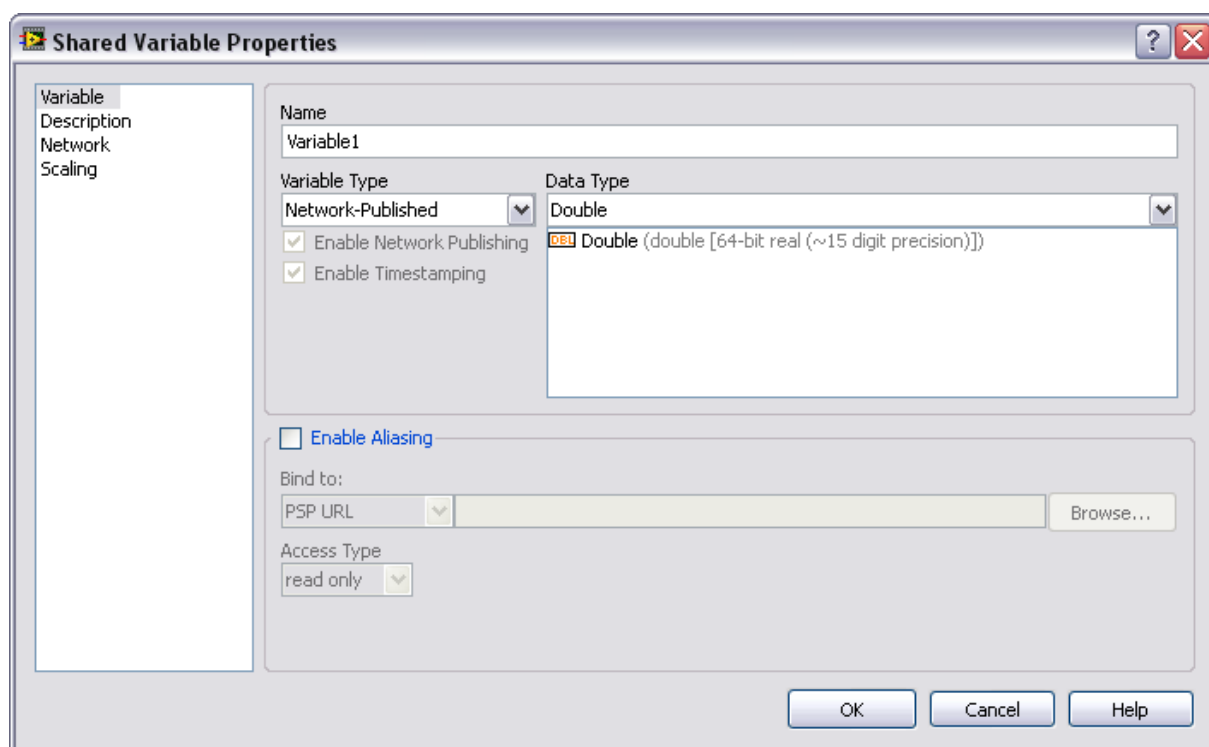 Shared Variable Properties
Variable
Description
Network
Scaling
Name
Variable1
Variable Type
Data Type
Network-Published
Double
Enable Network Publishing
DBL Double (double [64-bit real (~15 digit precision)])
Enable Timestamping
Enable Aliasing
Bind to:
PSP URL
Browse...
Access Type
read only
OK
Cancel
Help